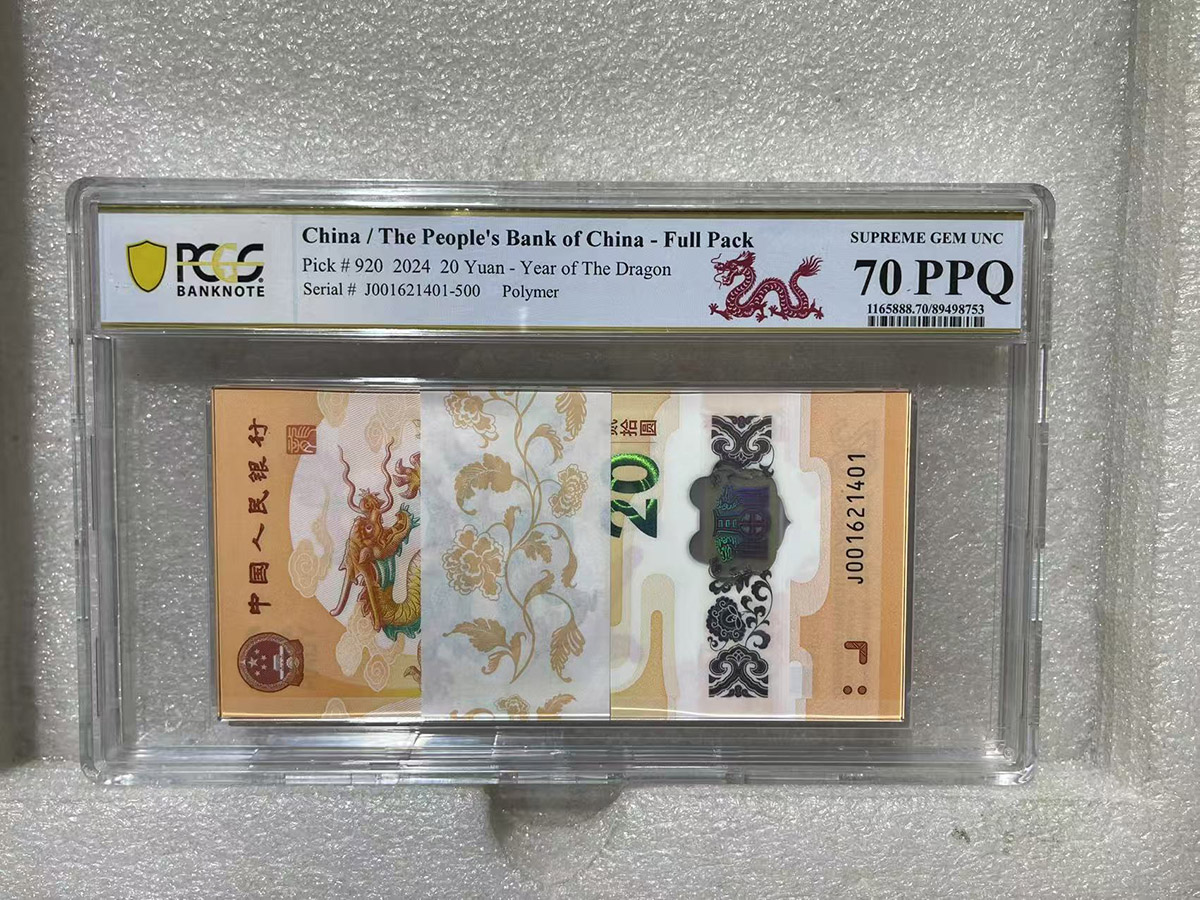 PCGS
BANKNOTE
China / The People's Bank of China - Full Pack
Pick # 920 2024 20 Yuan - Year of The Dragon
Serial # J001621401-500 Polymer
SUPREME GEM UNC
70 PPQ
1165888.70/89498753
中国人民银行
贰拾圆
20
J001621401